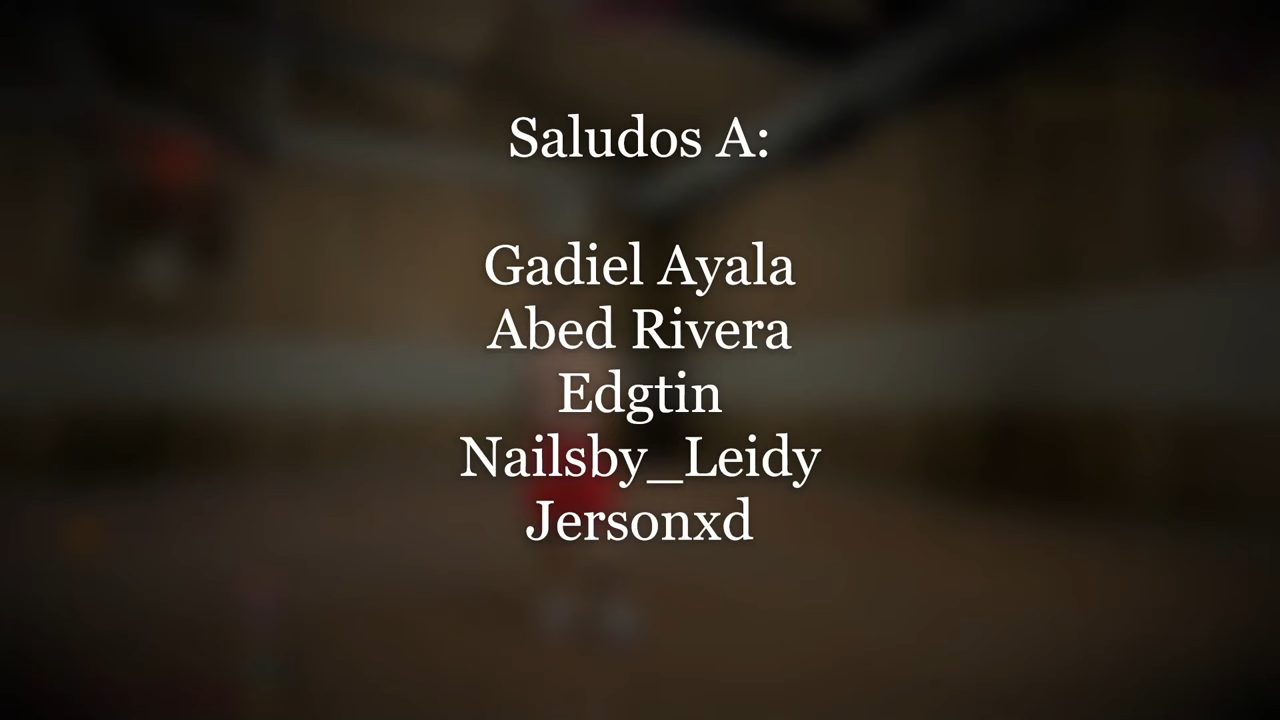 Saludos A:
Gadiel Ayala
Abed Rivera
Edgtin
Nailsby_Leidy
Jersonxd